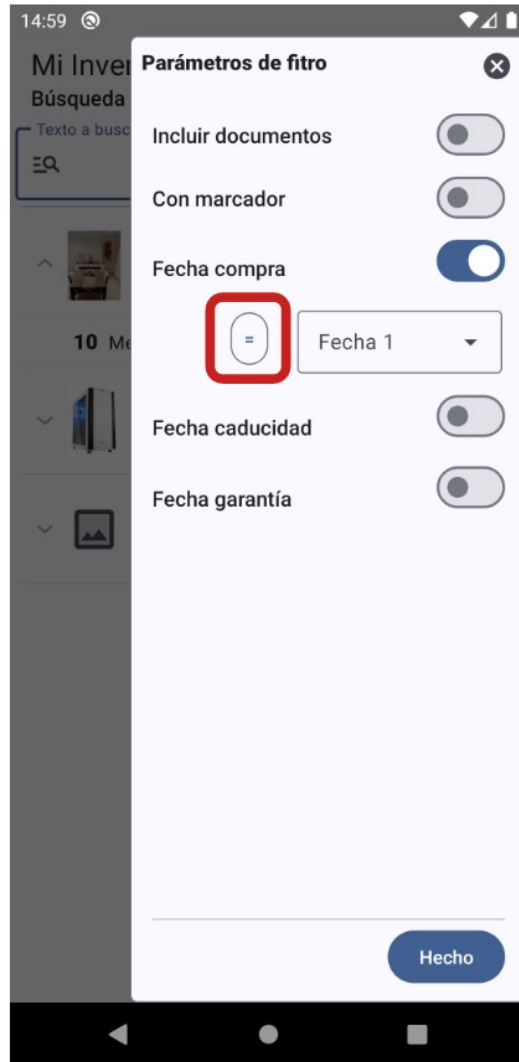 14:59
Mi Inver
Parámetros de fitro
Búsqueda
Texto a busc
Incluir documentos
Con marcador
Fecha compra
=
Fecha 1
10 Me
Fecha caducidad
Fecha garantía
Hecho